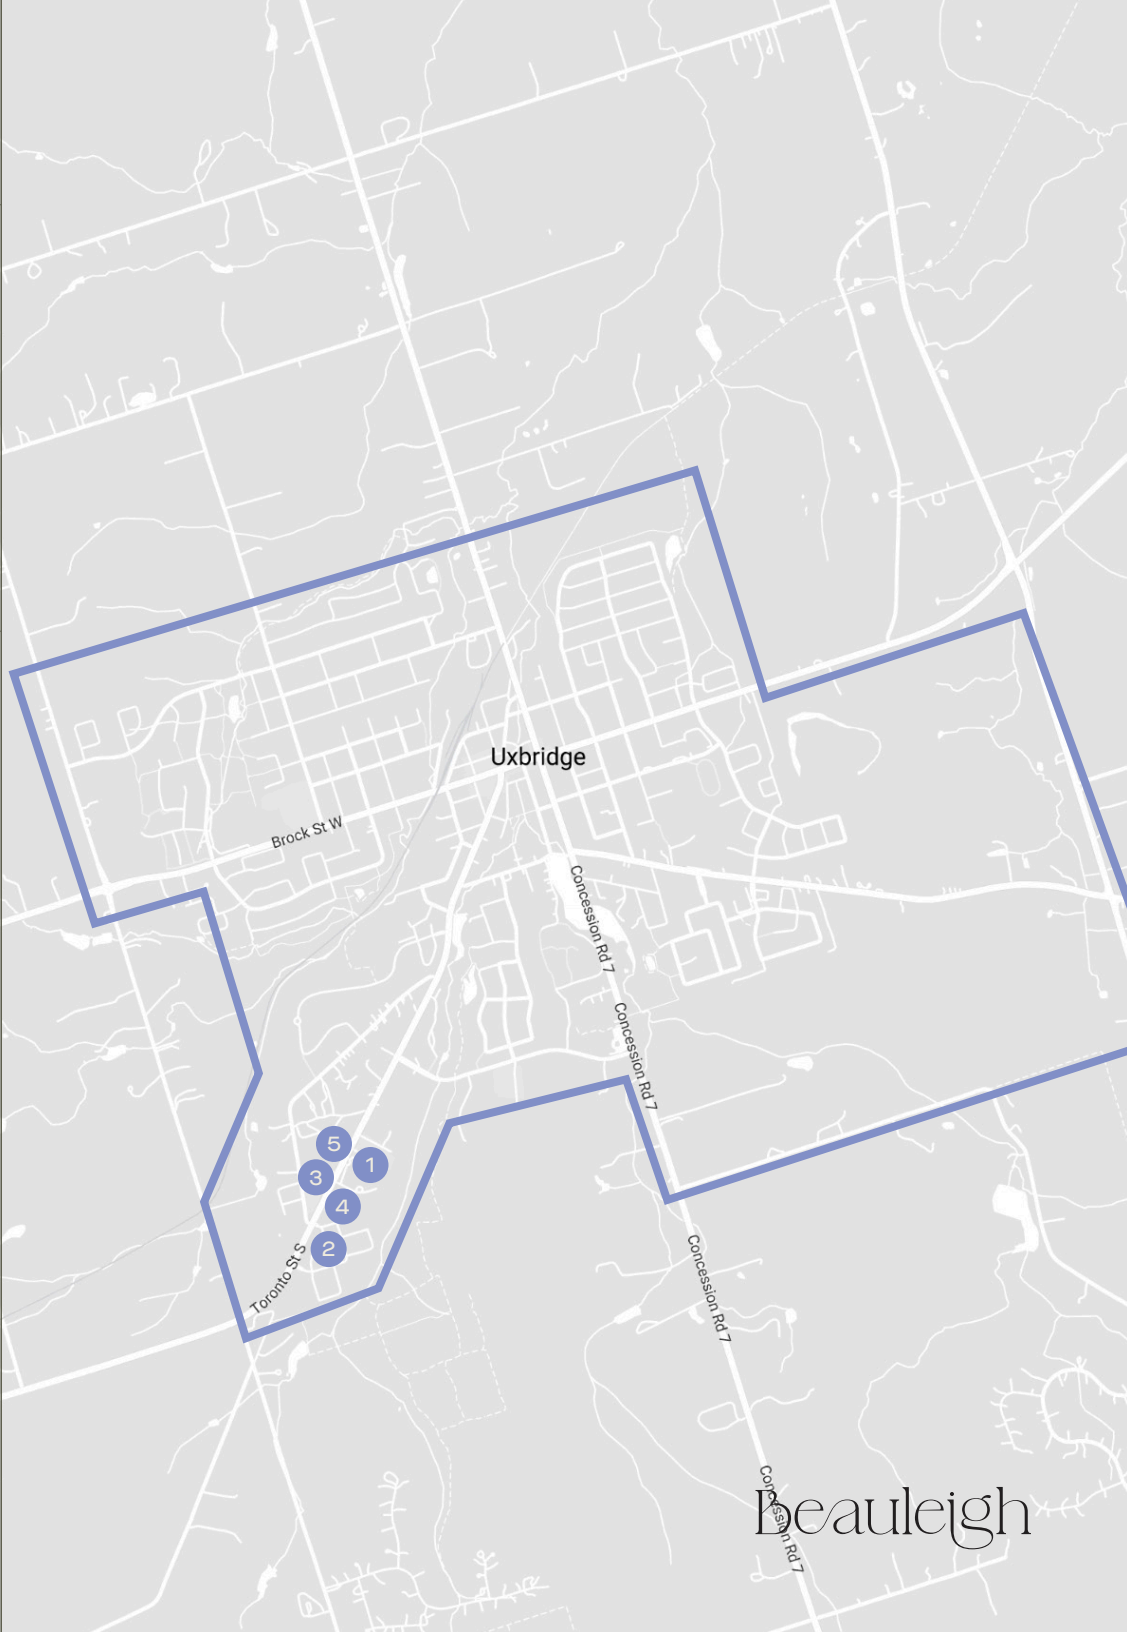 Uxbridge
Brock St W
Concession Rd 7
Concession Rd 7
5
1
3
4
2
Toronto St S
Concession Rd 7
Concession Rd 7
Beauleigh